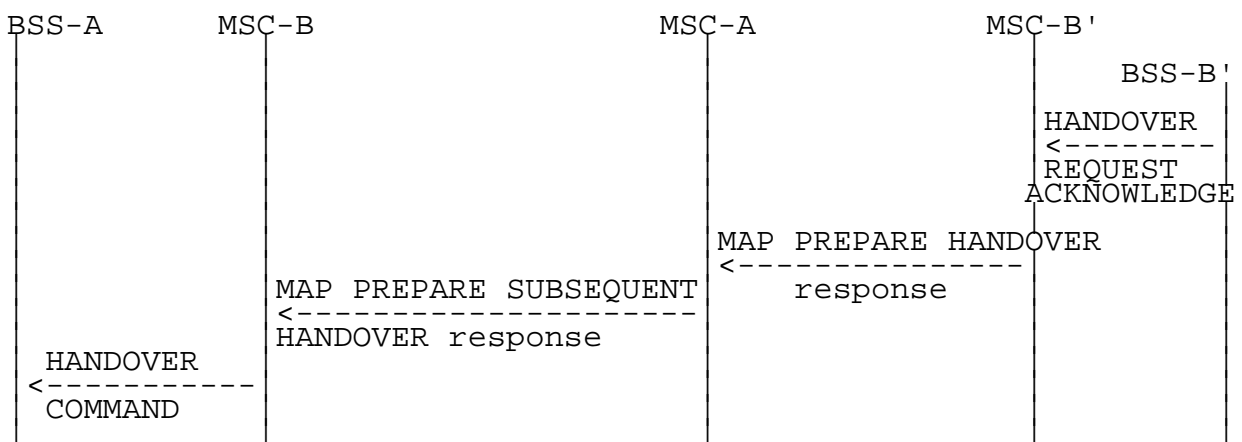 BSS-A MSC-B MSC-A MSC-B'
BSS-B'
HANDOVER
REQUEST
ACKNOWLEDGE
MAP PREPARE HANDOVER
response
MAP PREPARE SUBSEQUENT
HANDOVER response
HANDOVER
COMMAND